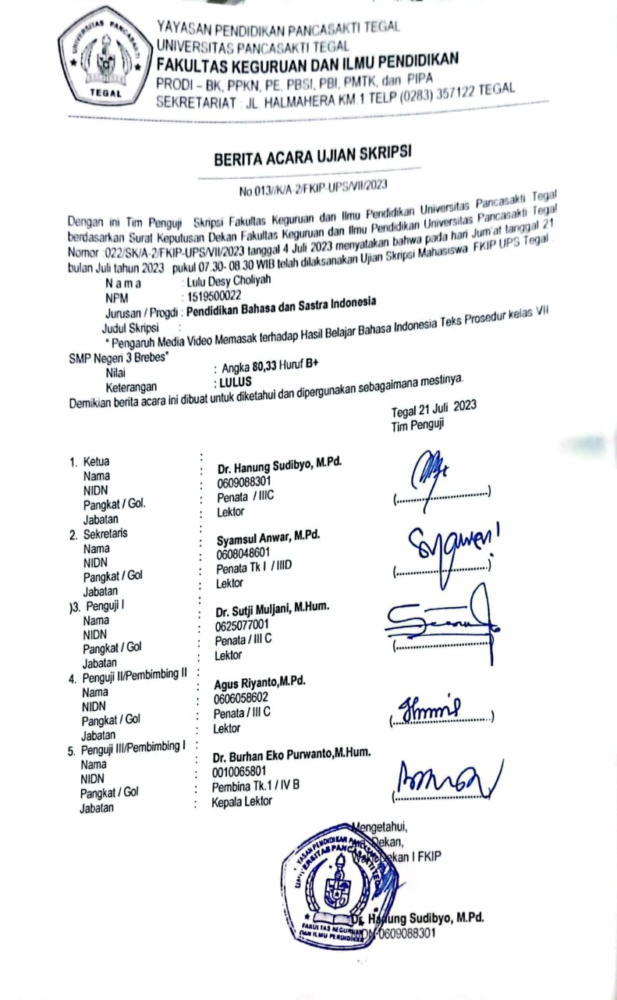 UNIVERSITAS PANCASAKTI
TEGAL
YAYASAN PENDIDIKAN PANCASAKTI TEGAL
UNIVERSITAS PANCASAKTI TEGAL
FAKULTAS KEGURUAN DAN ILMU PENDIDIKAN
PRODI – BK, PPKN, PE, PBSI, PBI, PMTK, dan PIPA
SEKRETARIAT : JL. HALMAHERA KM.1 TELP (0283) 357122 TEGAL
BERITA ACARA UJIAN SKRIPSI
No.013//K/A-2/FKIP-UPS/VII/2023
Dengan ini Tim Penguji Skripsi Fakultas Keguruan dan Ilmu Pendidikan Universitas Pancasakti Tegal
berdasarkan Surat Keputusan Dekan Fakultas Keguruan dan Ilmu Pendidikan Universitas Pancasakti Tegal
Nomor :022/SK/A-2/FKIP-UPS/VII/2023 tanggal 4 Juli 2023 menyatakan bahwa pada hari Jum'at tanggal 21
bulan Juli tahun 2023 pukul 07.30- 08.30 WIB telah dilaksanakan Ujian Skripsi Mahasiswa FKIP UPS Tegal :
N a m a : Lulu Desy Choliyah
NPM : 1519500022
Jurusan / Progdi : Pendidikan Bahasa dan Sastra Indonesia
Judul Skripsi :
" Pengaruh Media Video Memasak terhadap Hasil Belajar Bahasa Indonesia Teks Prosedur kelas VII
SMP Negeri 3 Brebes"
Nilai : Angka 80,33 Huruf B+
Keterangan : LULUS
Demikian berita acara ini dibuat untuk diketahui dan dipergunakan sebagaimana mestinya.
Tegal 21 Juli 2023
Tim Penguji
1. Ketua :
Nama : Dr. Hanung Sudibyo, M.Pd.
NIDN : 0609088301
Pangkat / Gol. : Penata / IIIC
Jabatan : Lektor
(..............................)
2. Sekretaris :
Nama : Syamsul Anwar, M.Pd.
NIDN : 0608048601
Pangkat / Gol : Penata Tk I / IIID
Jabatan : Lektor
(..............................)
)3. Penguji I :
Nama : Dr. Sutji Muljani, M.Hum.
NIDN : 0625077001
Pangkat / Gol : Penata / III C
Jabatan : Lektor
(..............................)
4. Penguji II/Pembimbing II :
Nama : Agus Riyanto,M.Pd.
NIDN : 0606058602
Pangkat / Gol : Penata / III C
Jabatan : Lektor
(..............................)
5. Penguji III/Pembimbing I :
Nama : Dr. Burhan Eko Purwanto,M.Hum.
NIDN : 0010065801
Pangkat / Gol : Pembina Tk.1 / IV B
Jabatan : Kepala Lektor
(..............................)
Mengetahui,
Dekan,
Dekan I FKIP
YAYASAN PENDIDIKAN
UNIVERSITAS PANCASAKTI TEGAL
FAKULTAS KEGURUAN
DAN ILMU PENDIDIKAN
Dr. Hanung Sudibyo, M.Pd.
0609088301